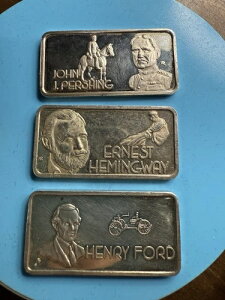 JOHN
J. PERSHING
ERNEST
HEMINGWAY
HENRY FORD